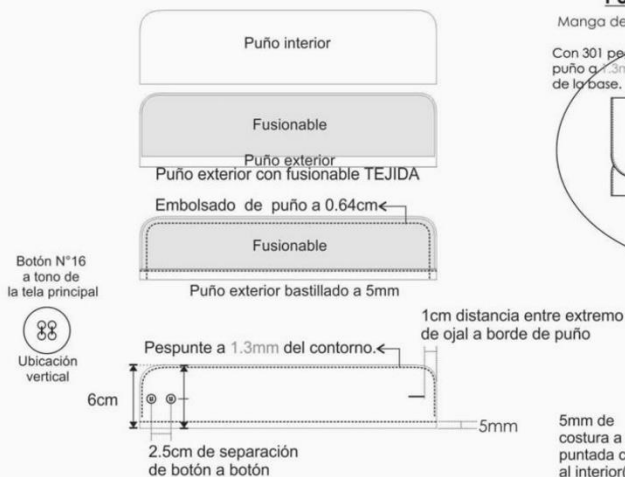 Puño interior
Fusionable
Puño exterior
Puño exterior con fusionable TEJIDA
Embolsado de puño a 0.64cm
Fusionable
Puño exterior bastillado a 5mm
Botón N°16
a tono de
la tela principal
Ubicación
vertical
Pespunte a 1.3mm del contorno.
1cm distancia entre extremo
de ojal a borde de puño
6cm
5mm
2.5cm de separación
de botón a botón
Manga de
Con 301
puño a
de la base.
5mm de
costura a
puntada
al interior